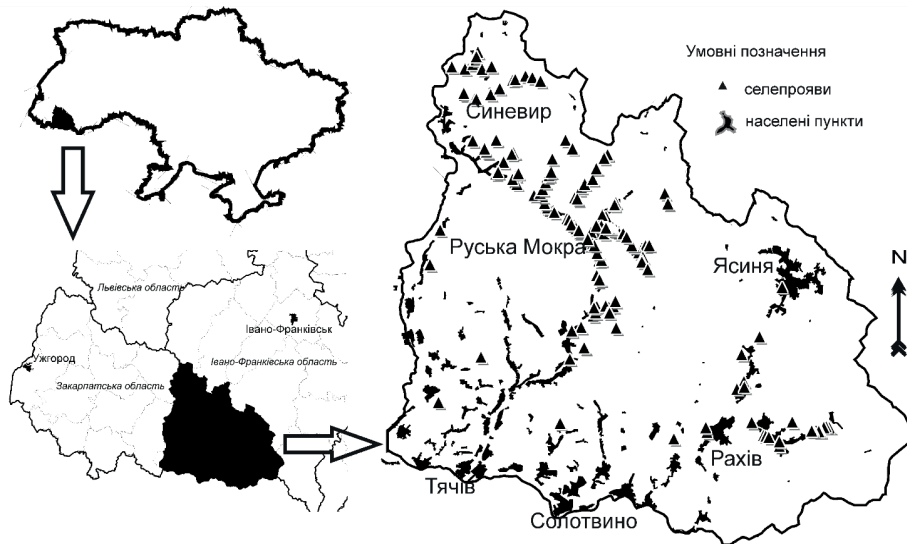 Умовні позначення
селепрояви
населені пункти
Синевир
Руська Мокра
Ясиня
N
Львівська область
Івано-Франківськ
Ужгород
Івано-Франківська область
Закарпатська область
Рахів
Тячів
Солотвино